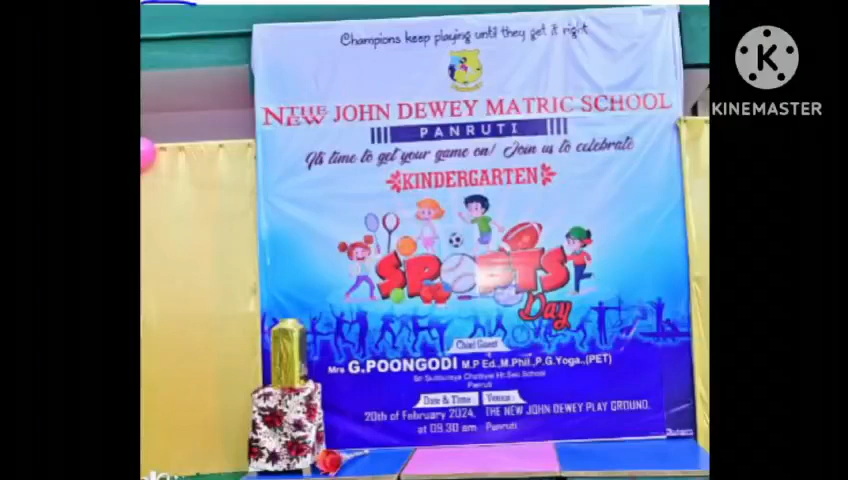 Champions keep playing until they get it right
THE NEW JOHN DEWEY MATRIC SCHOOL
PANRUTI
It's time to get your game on! Join us to celebrate
KINDERGARTEN
SPORTS
Day
Chief Guest
Mrs G.POONGODI M.P Ed.,M.Phil.,P.G.Yoga.,(PET)
Sri Subburaya Chettiyar Hr.Sec.School
Panruti
Date & Time Venue :
20th of February 2024, THE NEW JOHN DEWEY PLAY GROUND,
at 09.30 am Panruti
K
KINEMASTER